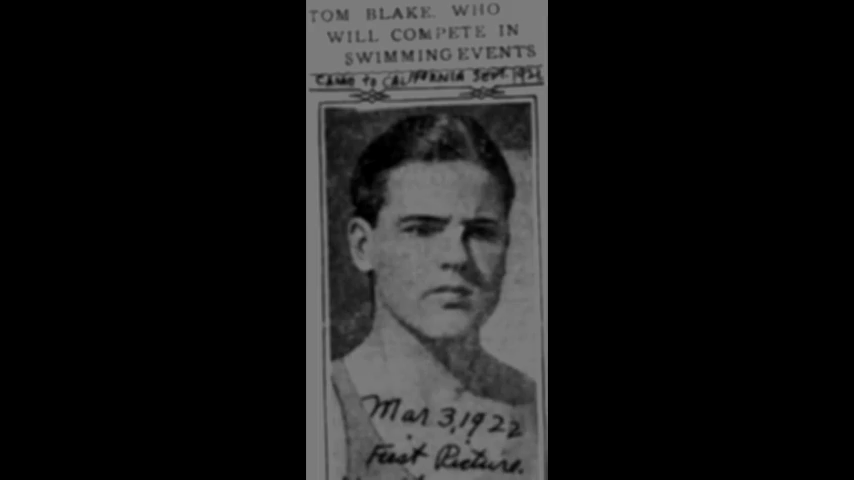 TOM BLAKE, WHO
WILL COMPETE IN
SWIMMING EVENTS
CAME to CALIFORNIA Sept
Mar 3, 1922
First Picture.